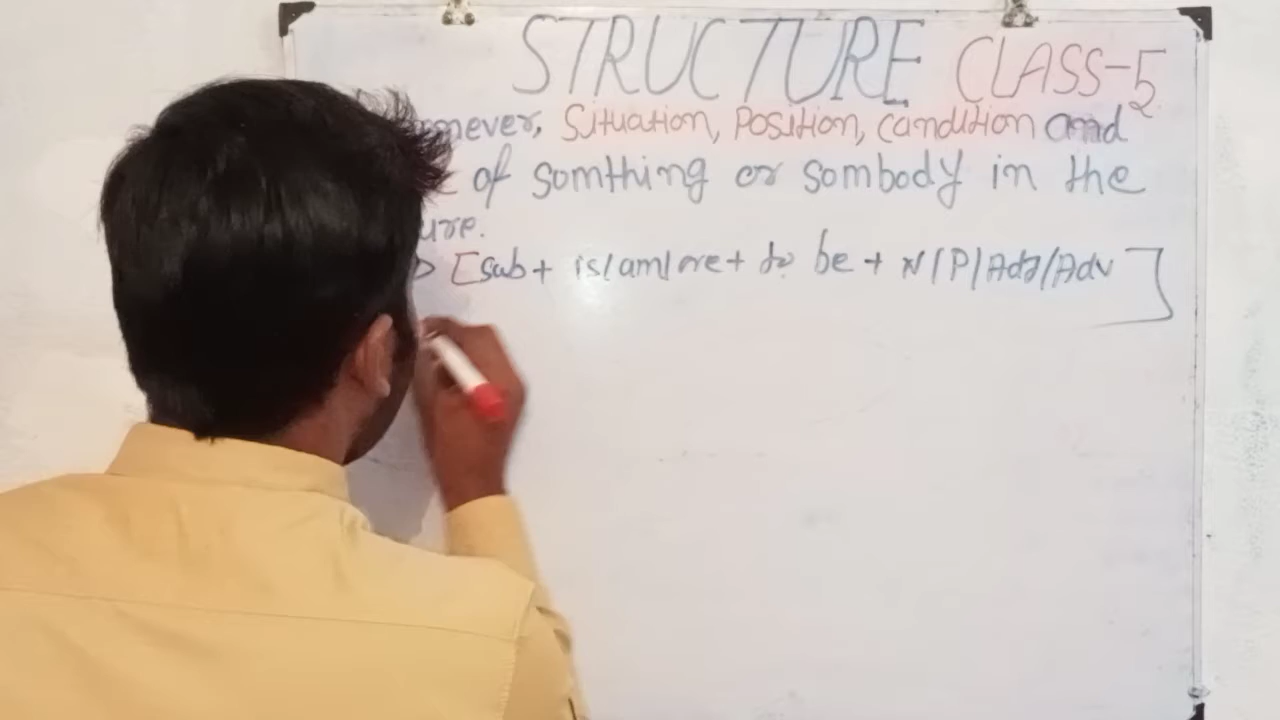 STRUCTURE CLASS-5
Situation, Position, Condition and
of somthing or sombody in the
[sub+ is/am/are+ to be + N/P/Adj/Adv]